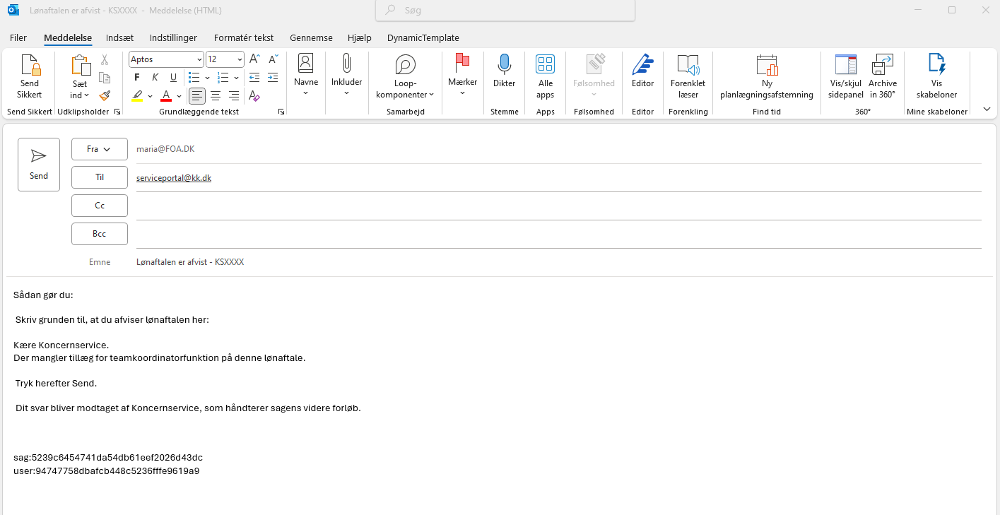 Lønaftalen er afvist - KSXXXX - Meddelelse (HTML)
Søg
Filer Meddelelse Indsæt Indstillinger Formatér tekst Gennemse Hjælp DynamicTemplate
Send Sikkert
Send Sikkert
Sæt ind
Udklipsholder
Aptos 12
F K U
A A
Grundlæggende tekst
Navne
Inkluder
Loop-komponenter
Samarbejd
Mærker
Dikter
Stemme
Alle apps
Apps
Følsomhed
Følsomhed
Editor
Editor
Forenklet læser
Forenkling
Ny planlægningsafstemning
Find tid
Vis/skjul sidepanel
Archive in 360°
360°
Vis skabeloner
Mine skabeloner
Send
Fra maria@FOA.DK
Til serviceportal@kk.dk
Cc
Bcc
Emne Lønaftalen er afvist - KSXXXX
Sådan gør du:
Skriv grunden til, at du afviser lønaftalen her:
Kære Koncernservice.
Der mangler tillæg for teamkoordinatorfunktion på denne lønaftale.
Tryk herefter Send.
Dit svar bliver modtaget af Koncernservice, som håndterer sagens videre forløb.
sag:5239c6454741da54db61eef2026d43dc
user:94747758dbafcb448c5236fffe9619a9